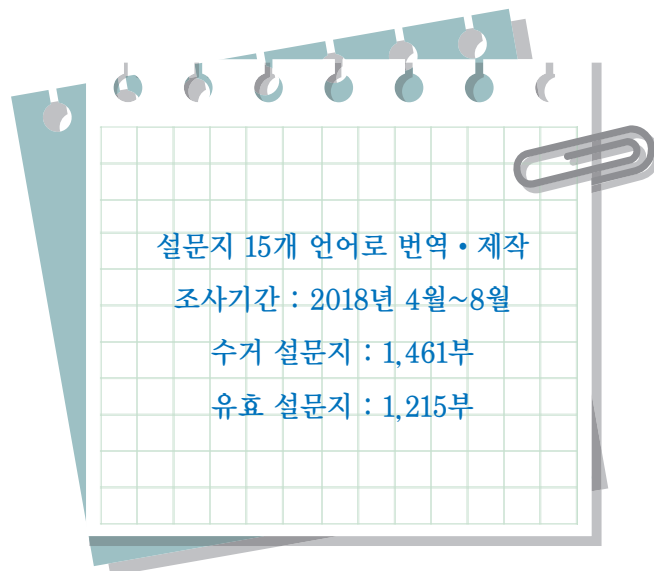 설문지 15개 언어로 번역・제작
조사기간 : 2018년 4월~8월
수거 설문지 : 1,461부
유효 설문지 : 1,215부